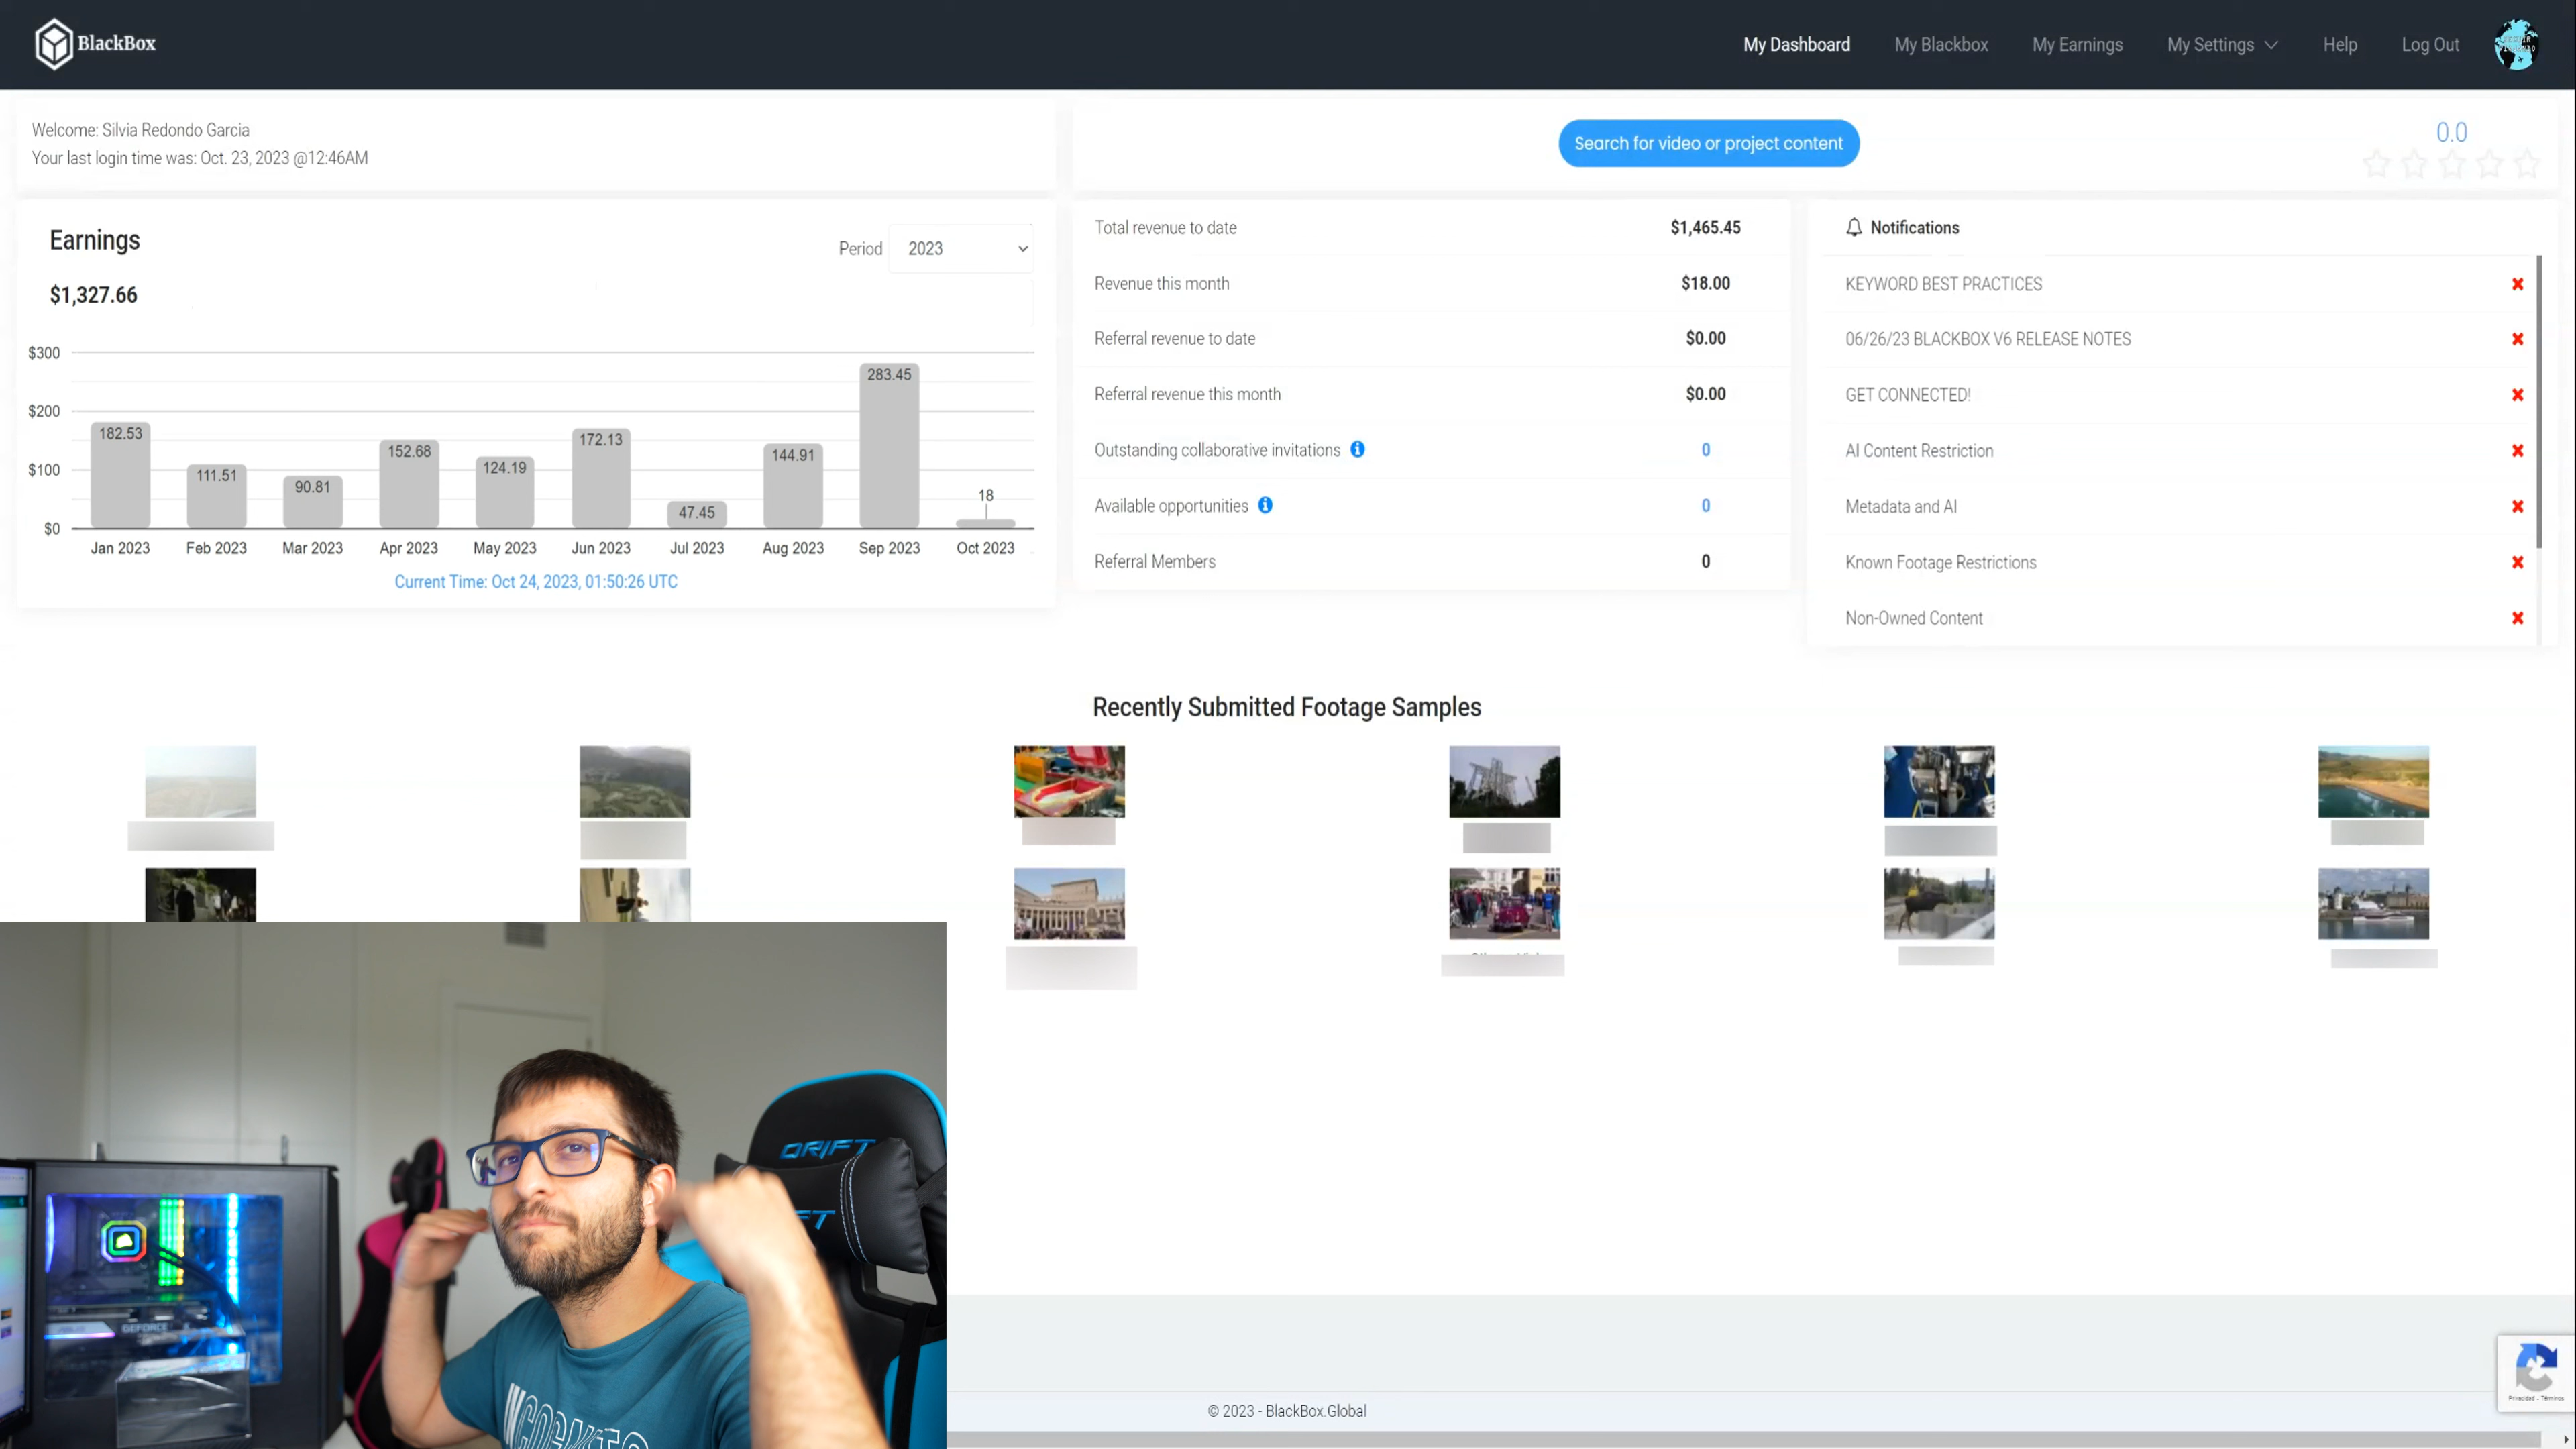 BlackBox
My Dashboard
My Blackbox
My Earnings
My Settings
Help
Log Out
Welcome: Silvia Redondo Garcia
Your last login time was: Oct. 23, 2023 @12:46AM
Search for video or project content
0.0
Earnings
Period 2023
$1,327.66
$300
$200
$100
$0
182.53
111.51
90.81
152.68
124.19
172.13
47.45
144.91
283.45
18
Jan 2023
Feb 2023
Mar 2023
Apr 2023
May 2023
Jun 2023
Jul 2023
Aug 2023
Sep 2023
Oct 2023
Current Time: Oct 24, 2023, 01:50:26 UTC
Total revenue to date $1,465.45
Revenue this month $18.00
Referral revenue to date $0.00
Referral revenue this month $0.00
Outstanding collaborative invitations 0
Available opportunities 0
Referral Members 0
Notifications
KEYWORD BEST PRACTICES
06/26/23 BLACKBOX V6 RELEASE NOTES
GET CONNECTED!
AI Content Restriction
Metadata and AI
Known Footage Restrictions
Non-Owned Content
Recently Submitted Footage Samples
DRIFT
GEFORCE
© 2023 - BlackBox.Global
Privacidad - Términos